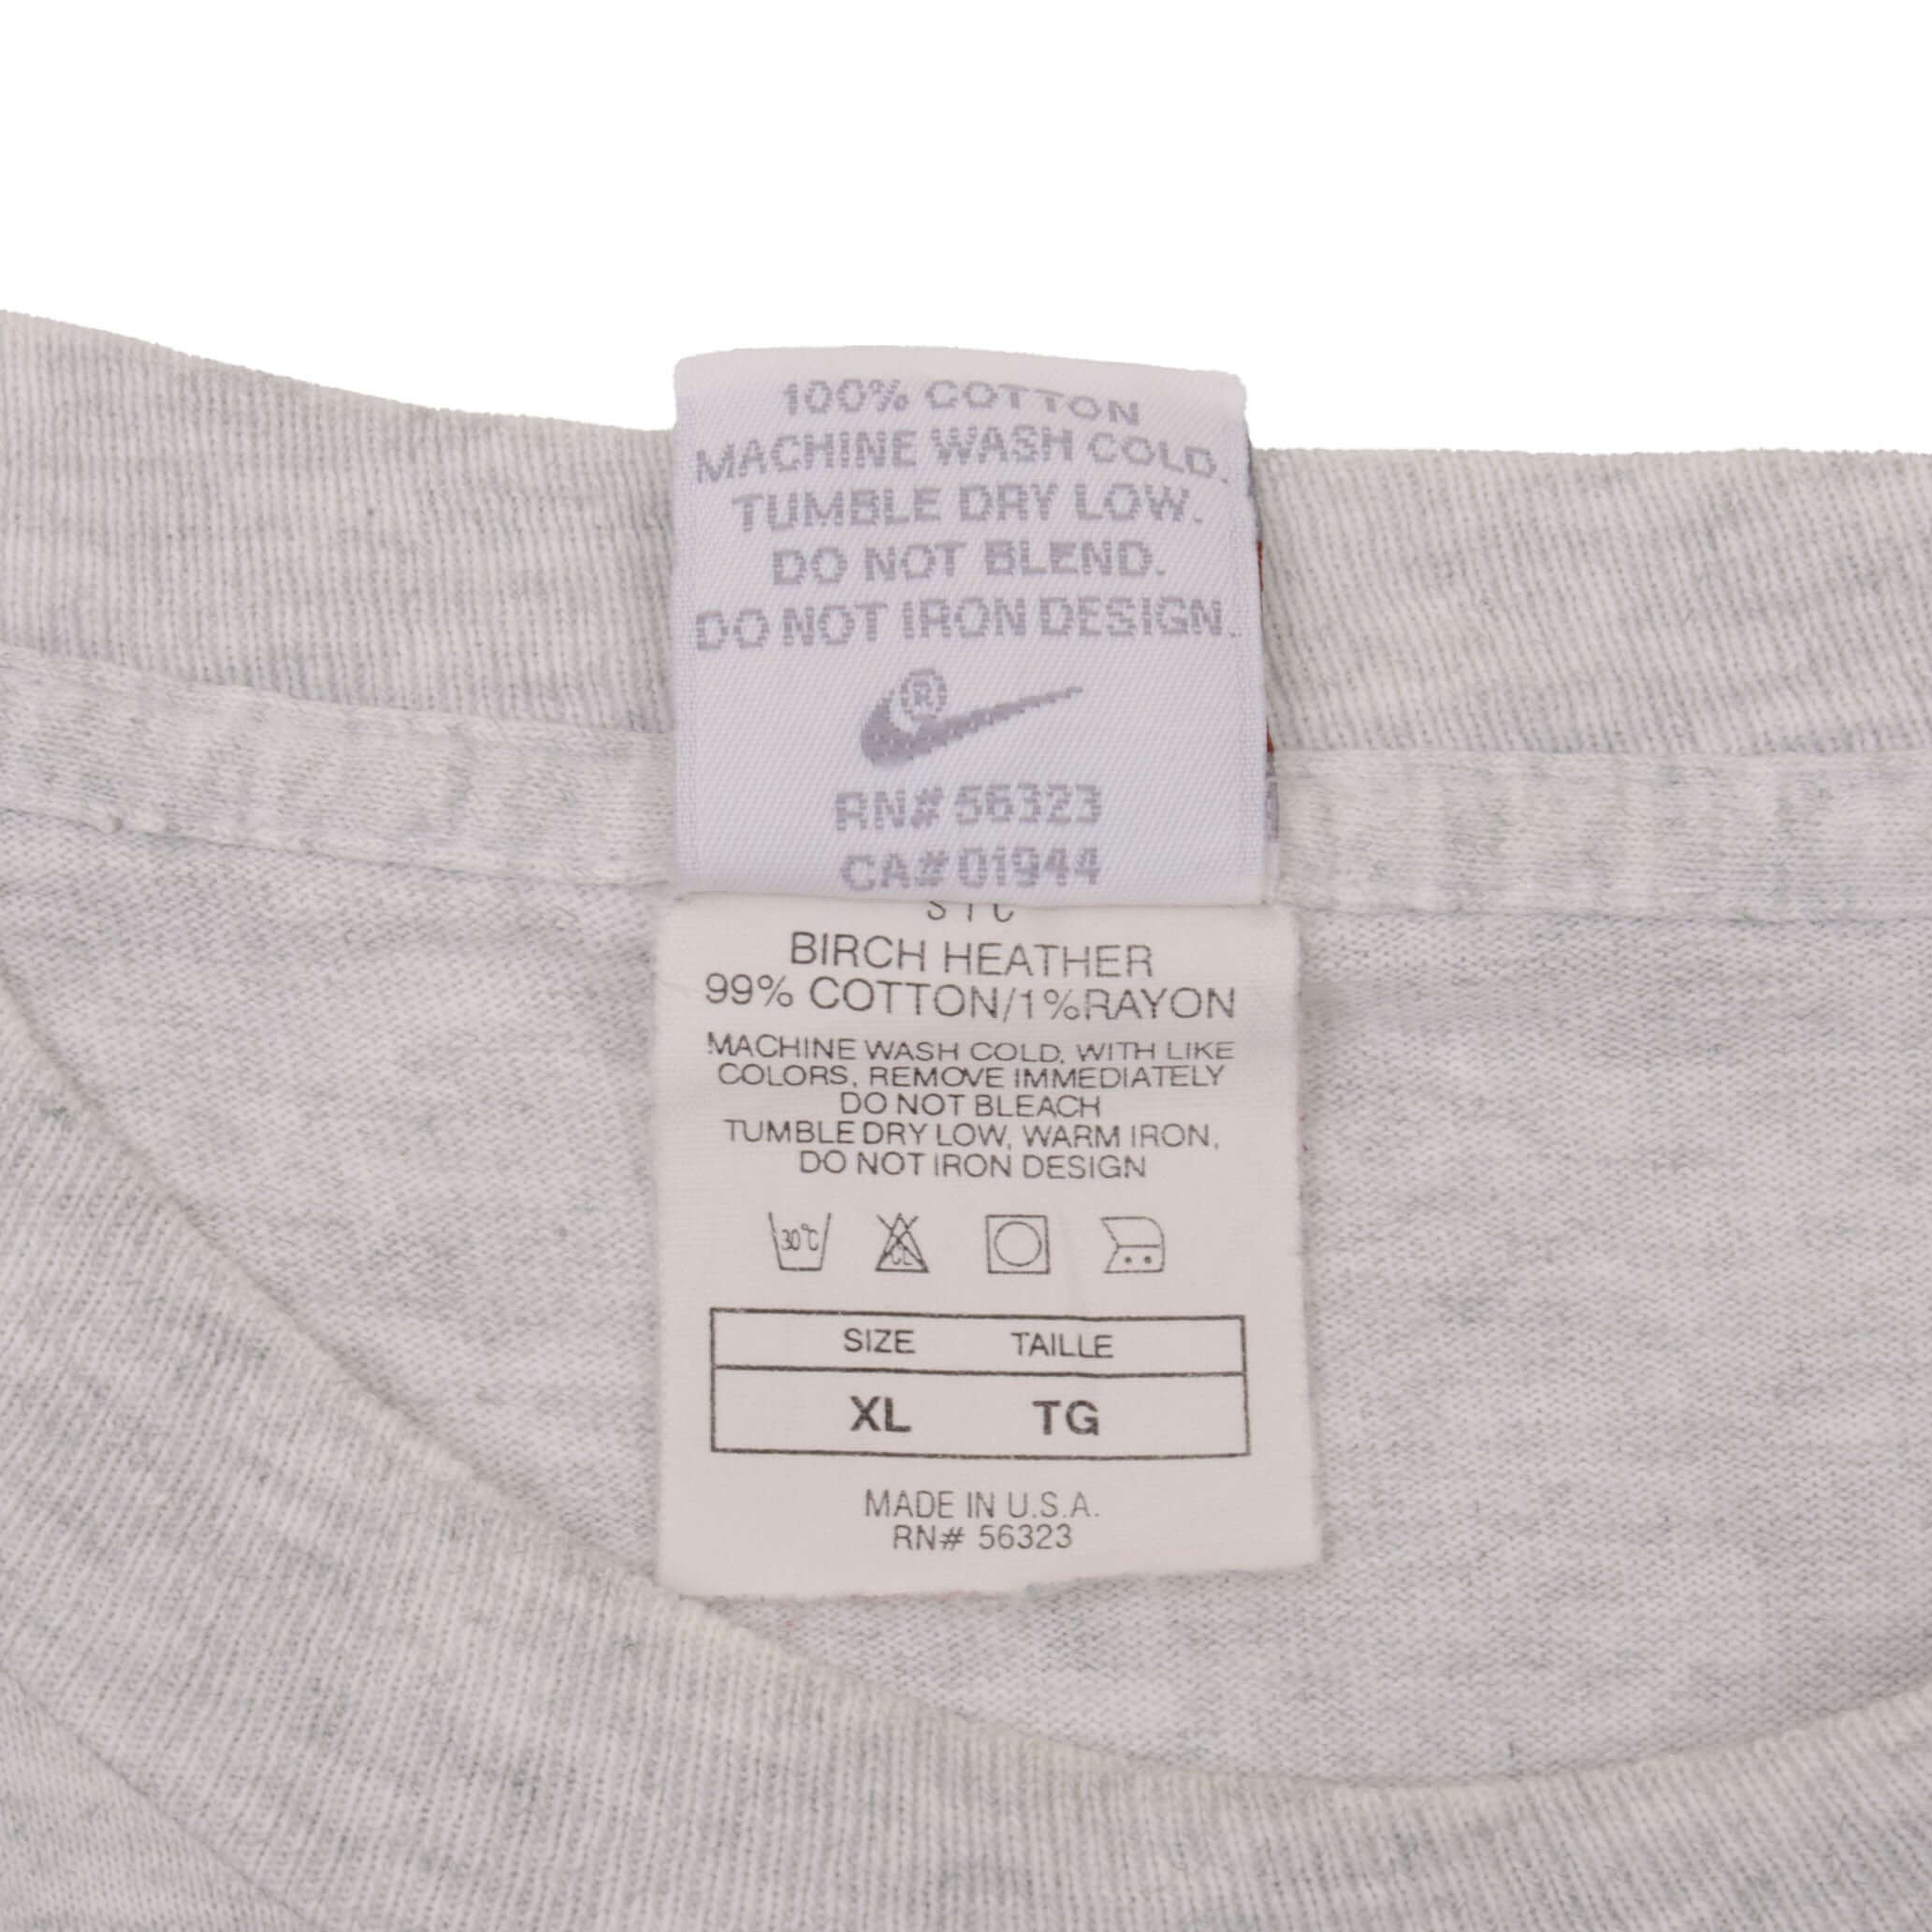 100% COTTON
MACHINE WASH COLD.
TUMBLE DRY LOW.
DO NOT BLEND.
DO NOT IRON DESIGN.
®
RN# 56323
CA# 01944
BIRCH HEATHER
99% COTTON/1%RAYON
MACHINE WASH COLD, WITH LIKE
COLORS, REMOVE IMMEDIATELY
DO NOT BLEACH
TUMBLE DRY LOW, WARM IRON,
DO NOT IRON DESIGN
30°C CL
SIZE TAILLE
XL TG
MADE IN U.S.A.
RN# 56323